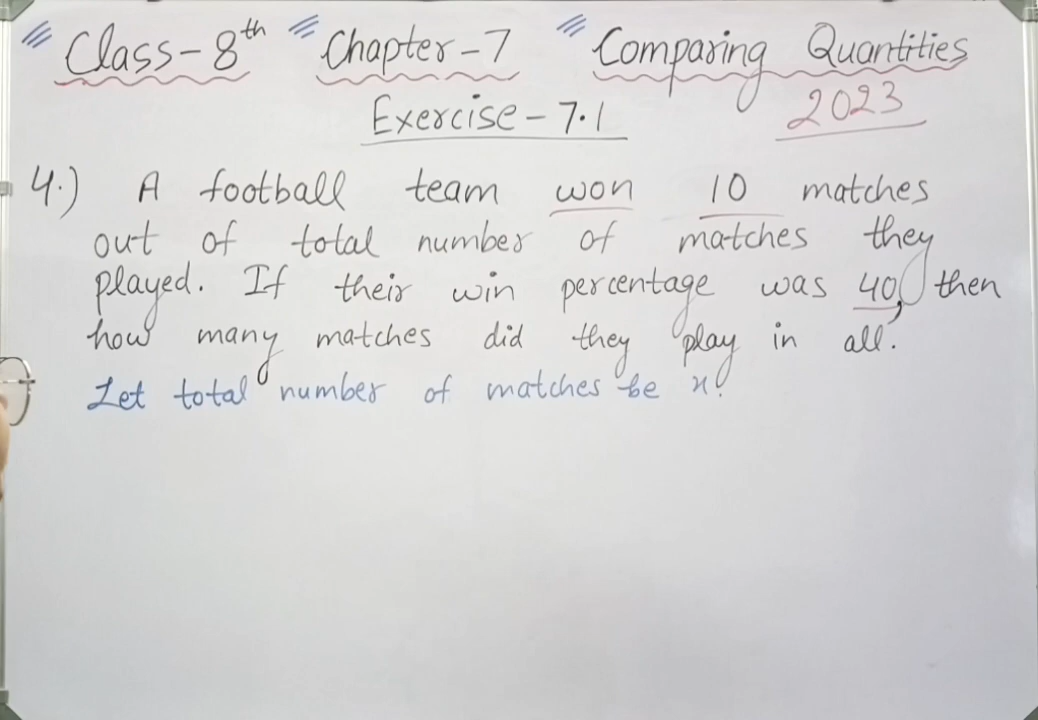 Class-8th Chapter-7 Comparing Quantities
Exercise-7.1 2023
4.) A football team won 10 matches
out of total number of matches they
played. If their win percentage was 40, then
how many matches did they play in all.
Let total number of matches be x.